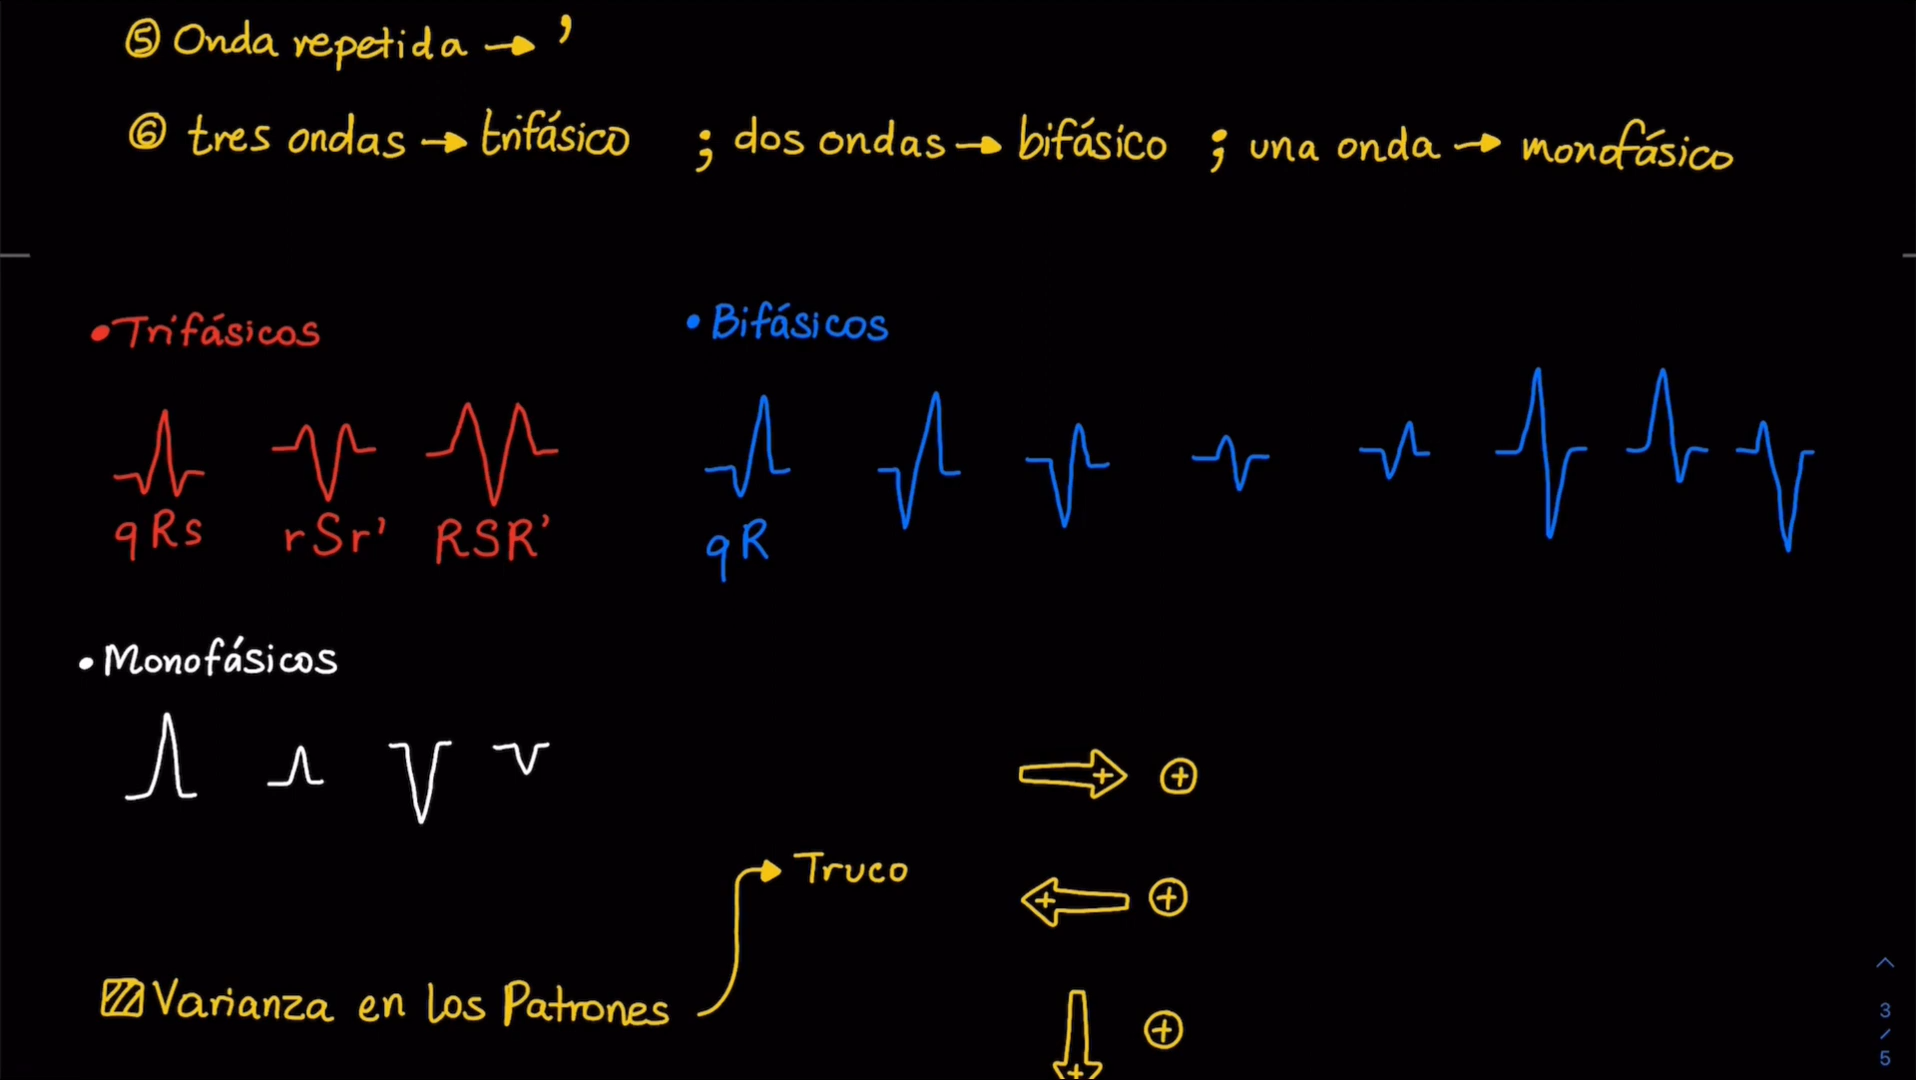 ⑤ Onda repetida → '
⑥ tres ondas → trifásico ; dos ondas → bifásico ; una onda → monofásico
• Trifásicos
• Bifásicos
qRs rSr' RSR'
qR
• Monofásicos
+ +
Truco
+ +
Varianza en los Patrones
+ +
3
/
5